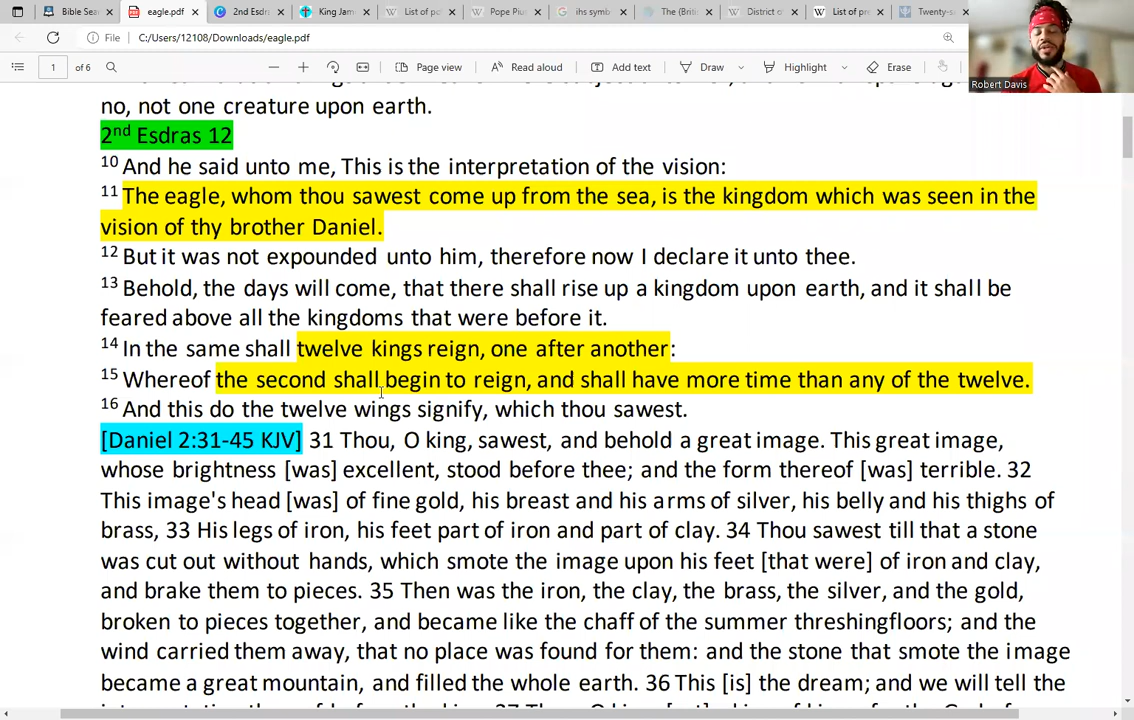 Bible Sea
eagle.pdf
2nd Esdr
King Jam
List of po
Pope Piu
ihs symb
The (Brit
District o
List of pr
Twenty-s
File C:/Users/12108/Downloads/eagle.pdf
1 of 6 Page view Read aloud Add text Draw Highlight Erase
Robert Davis
no, not one creature upon earth.
2nd Esdras 12
10 And he said unto me, This is the interpretation of the vision:
11 The eagle, whom thou sawest come up from the sea, is the kingdom which was seen in the
vision of thy brother Daniel.
12 But it was not expounded unto him, therefore now I declare it unto thee.
13 Behold, the days will come, that there shall rise up a kingdom upon earth, and it shall be
feared above all the kingdoms that were before it.
14 In the same shall twelve kings reign, one after another:
15 Whereof the second shall begin to reign, and shall have more time than any of the twelve.
16 And this do the twelve wings signify, which thou sawest.
[Daniel 2:31-45 KJV] 31 Thou, O king, sawest, and behold a great image. This great image,
whose brightness [was] excellent, stood before thee; and the form thereof [was] terrible. 32
This image's head [was] of fine gold, his breast and his arms of silver, his belly and his thighs of
brass, 33 His legs of iron, his feet part of iron and part of clay. 34 Thou sawest till that a stone
was cut out without hands, which smote the image upon his feet [that were] of iron and clay,
and brake them to pieces. 35 Then was the iron, the clay, the brass, the silver, and the gold,
broken to pieces together, and became like the chaff of the summer threshingfloors; and the
wind carried them away, that no place was found for them: and the stone that smote the image
became a great mountain, and filled the whole earth. 36 This [is] the dream; and we will tell the